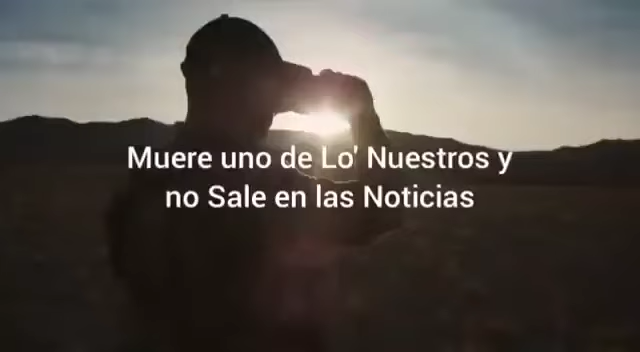 Muere uno de Lo' Nuestros y
no Sale en las Noticias